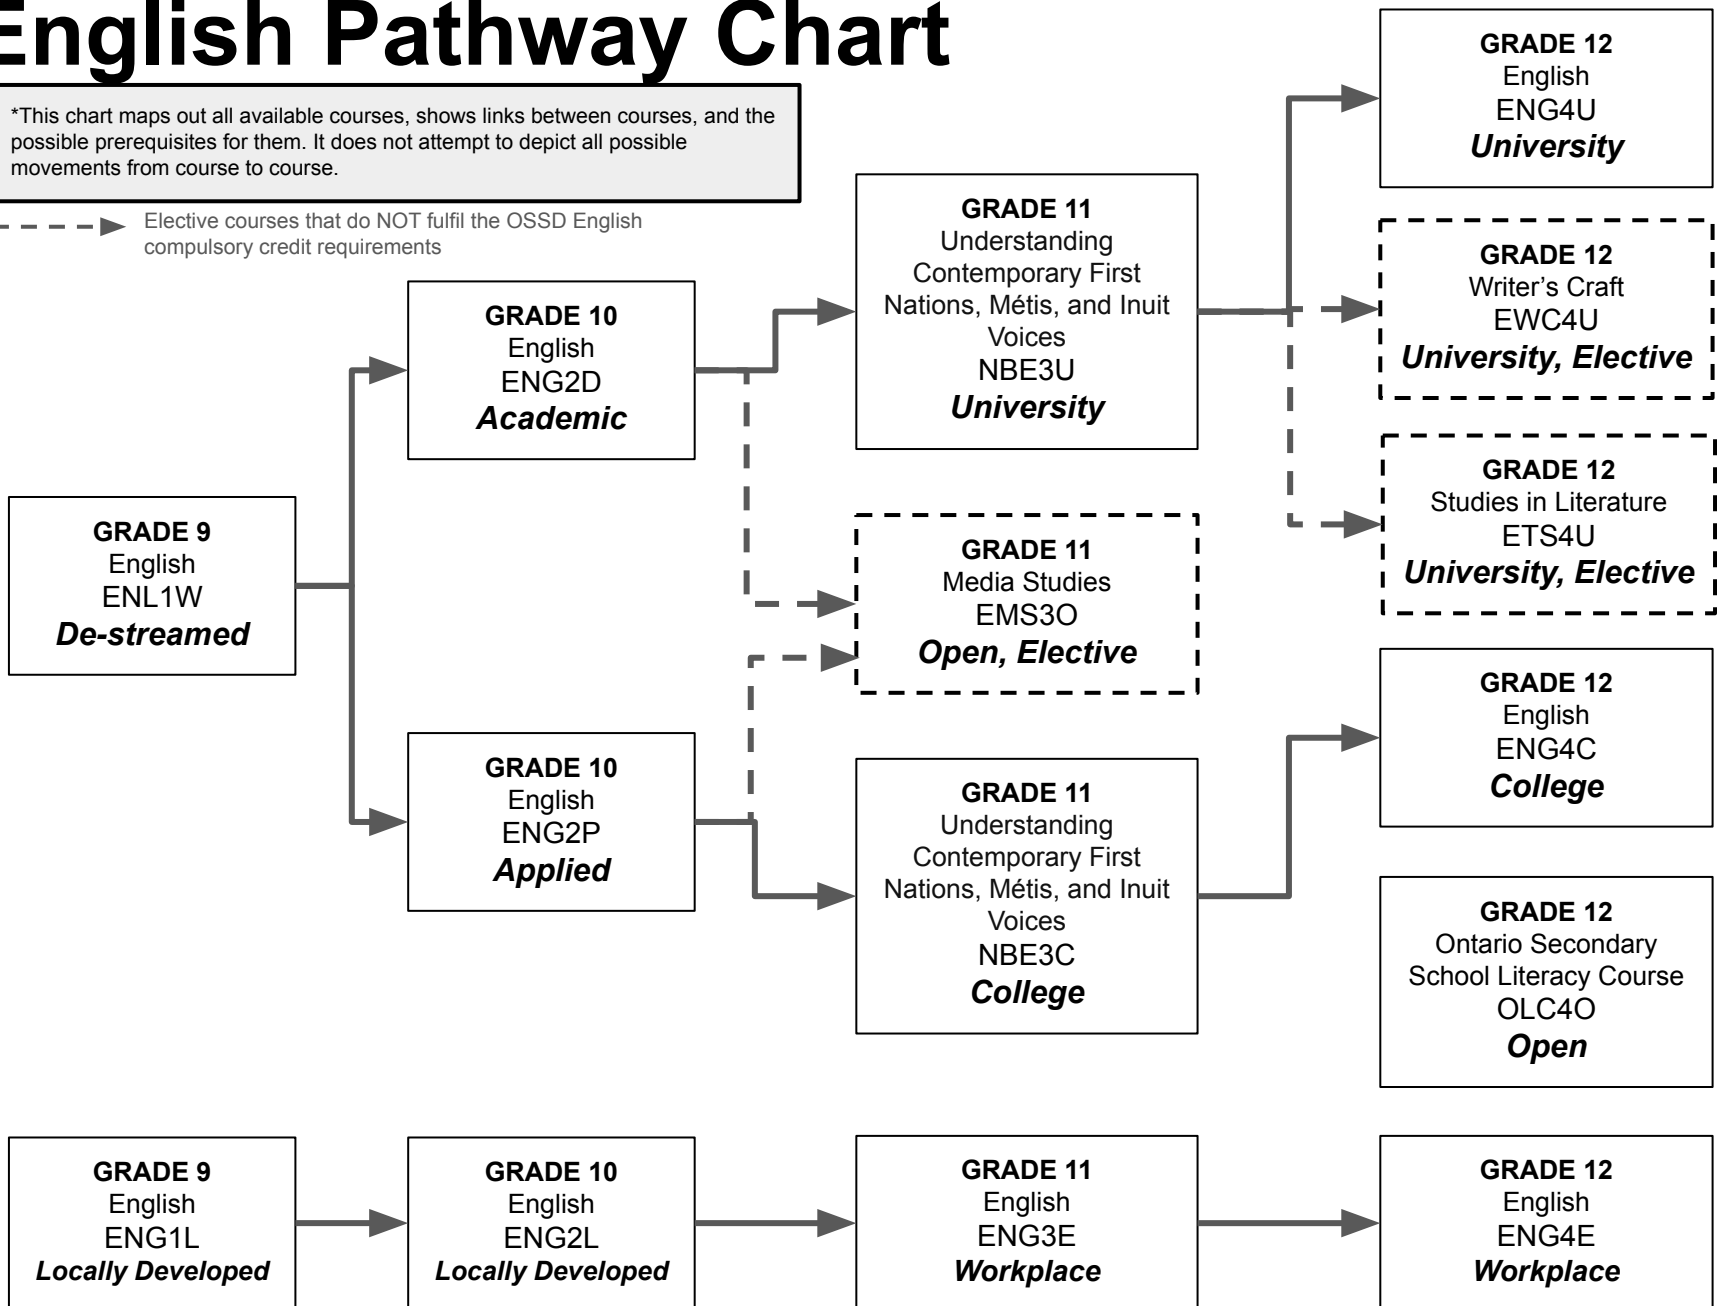 English Pathway Chart
*This chart maps out all available courses, shows links between courses, and the
possible prerequisites for them. It does not attempt to depict all possible
movements from course to course.
Elective courses that do NOT fulfil the OSSD English
compulsory credit requirements
GRADE 9
English
ENL1W
De-streamed
GRADE 10
English
ENG2D
Academic
GRADE 10
English
ENG2P
Applied
GRADE 11
Understanding
Contemporary First
Nations, Métis, and Inuit
Voices
NBE3U
University
GRADE 11
Media Studies
EMS3O
Open, Elective
GRADE 11
Understanding
Contemporary First
Nations, Métis, and Inuit
Voices
NBE3C
College
GRADE 12
English
ENG4U
University
GRADE 12
Writer’s Craft
EWC4U
University, Elective
GRADE 12
Studies in Literature
ETS4U
University, Elective
GRADE 12
English
ENG4C
College
GRADE 12
Ontario Secondary
School Literacy Course
OLC4O
Open
GRADE 9
English
ENG1L
Locally Developed
GRADE 10
English
ENG2L
Locally Developed
GRADE 11
English
ENG3E
Workplace
GRADE 12
English
ENG4E
Workplace